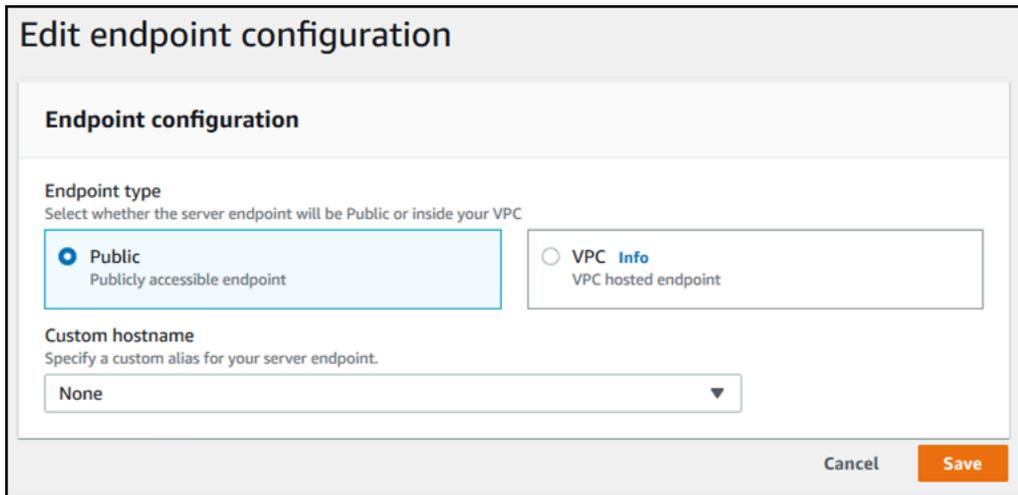 Edit endpoint configuration
Endpoint configuration
Endpoint type
Select whether the server endpoint will be Public or inside your VPC
Public
Publicly accessible endpoint
VPC Info
VPC hosted endpoint
Custom hostname
Specify a custom alias for your server endpoint.
None
Cancel Save